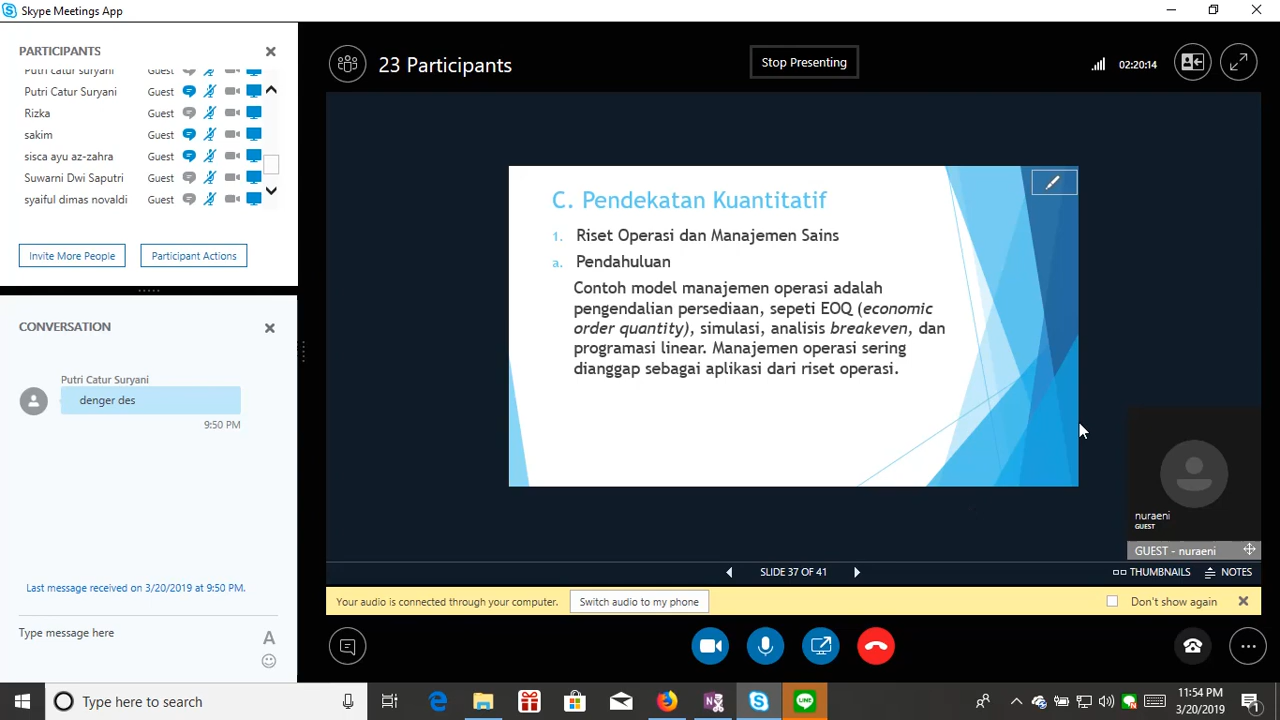 Skype Meetings App
PARTICIPANTS
Putri catur suryani Guest
Putri Catur Suryani Guest
Rizka Guest
sakim Guest
sisca ayu az-zahra Guest
Suwarni Dwi Saputri Guest
syaiful dimas novaldi Guest
Invite More People
Participant Actions
CONVERSATION
Putri Catur Suryani
denger des
9:50 PM
Last message received on 3/20/2019 at 9:50 PM.
Type message here
A
23 Participants
Stop Presenting
02:20:14
C. Pendekatan Kuantitatif
1. Riset Operasi dan Manajemen Sains
a. Pendahuluan
Contoh model manajemen operasi adalah
pengendalian persediaan, sepeti EOQ (economic
order quantity), simulasi, analisis breakeven, dan
programasi linear. Manajemen operasi sering
dianggap sebagai aplikasi dari riset operasi.
nuraeni
GUEST
GUEST - nuraeni
SLIDE 37 OF 41
THUMBNAILS
NOTES
Your audio is connected through your computer.
Switch audio to my phone
Don't show again
Type here to search
11:54 PM
3/20/2019
LINE
1